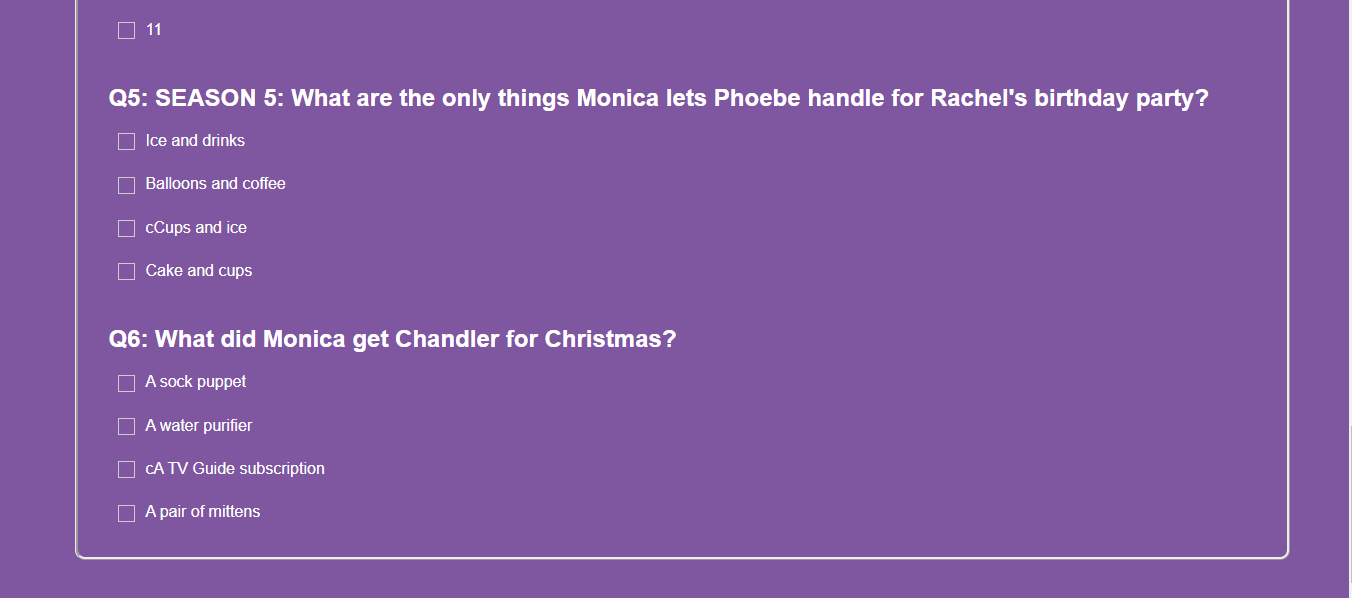 11
Q5: SEASON 5: What are the only things Monica lets Phoebe handle for Rachel's birthday party?
Ice and drinks
Balloons and coffee
cCups and ice
Cake and cups
Q6: What did Monica get Chandler for Christmas?
A sock puppet
A water purifier
cA TV Guide subscription
A pair of mittens